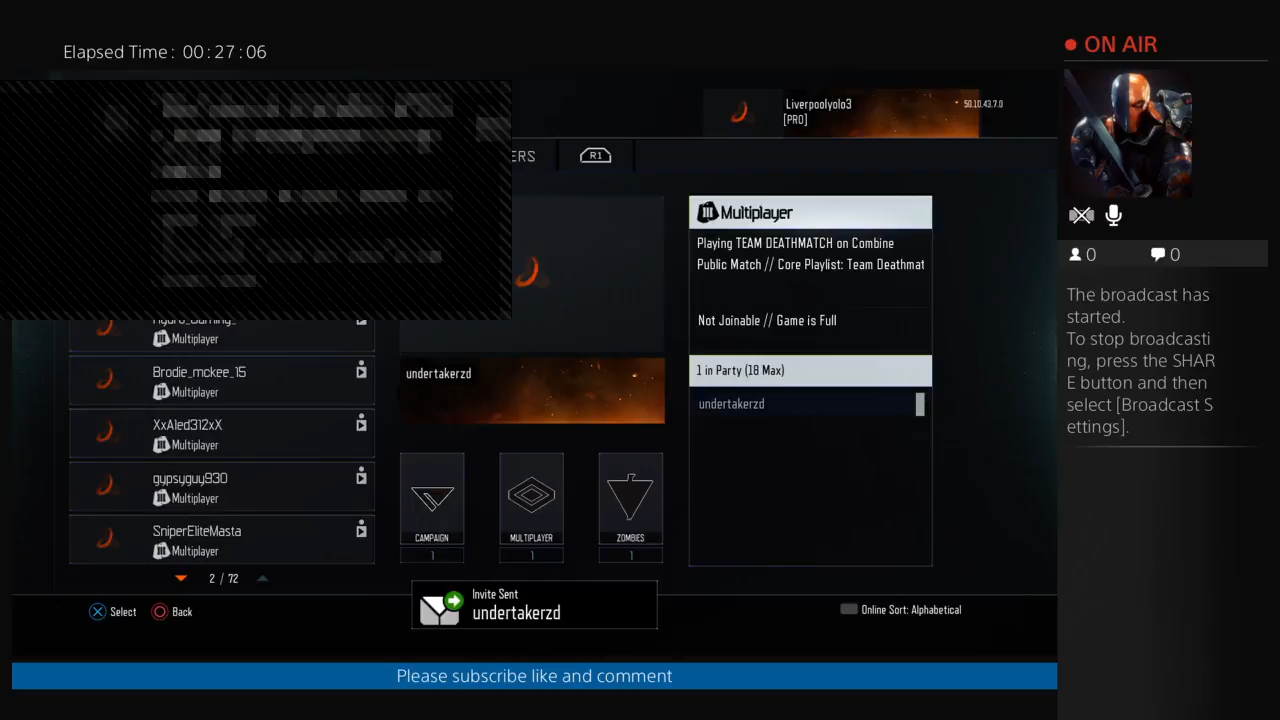 Elapsed Time: 00:27:06
ON AIR
Liverpoolyolo3
[PRO]
50.10.43.7.0
ERS
R1
Multiplayer
Playing TEAM DEATHMATCH on Combine
Public Match // Core Playlist: Team Deathmat
Not Joinable // Game is Full
1 in Party (18 Max)
undertakerzd
0
0
The broadcast has
started.
To stop broadcasti
ng, press the SHAR
E button and then
select [Broadcast S
ettings].
Multiplayer
Brodie_mckee_15
Multiplayer
XxAled312xX
Multiplayer
gypsyguy930
Multiplayer
SniperEliteMasta
Multiplayer
2 / 72
undertakerzd
CAMPAIGN
MULTIPLAYER
ZOMBIES
1
1
1
Invite Sent
undertakerzd
Select
Back
Online Sort: Alphabetical
Please subscribe like and comment